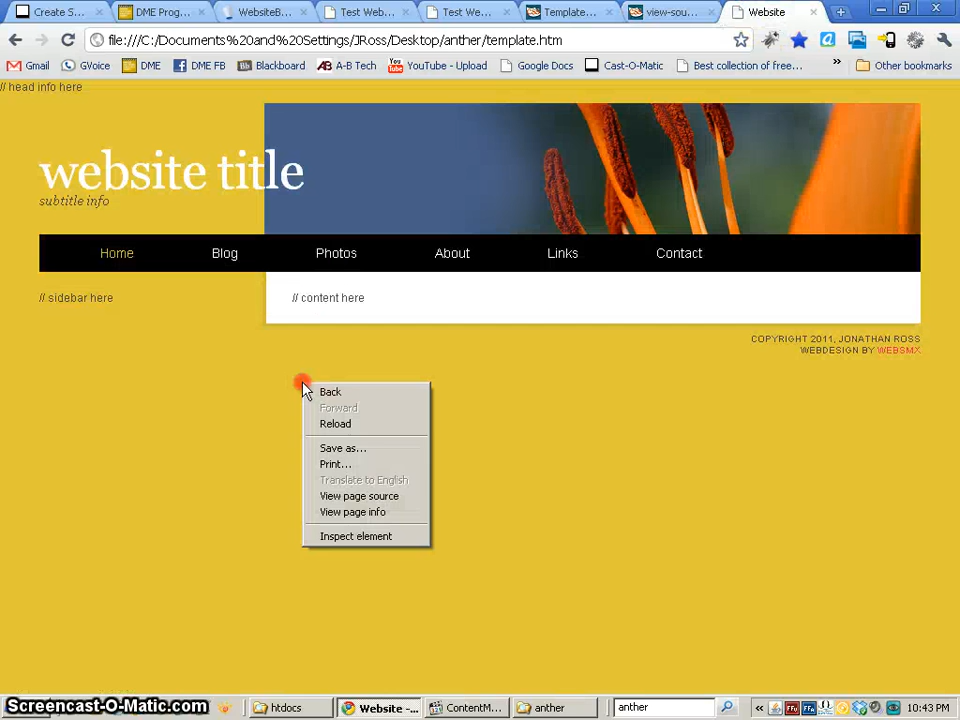 Create S...
DME Prog...
WebsiteB...
Test Web...
Test We...
Template...
view-sou...
Website
file:///C:/Documents%20and%20Settings/JRoss/Desktop/anther/template.htm
Gmail
GVoice
DME
DME FB
Blackboard
A-B Tech
YouTube - Upload
Google Docs
Cast-O-Matic
Best collection of free...
»
Other bookmarks
// head info here
website title
subtitle info
Home
Blog
Photos
About
Links
Contact
// sidebar here
// content here
COPYRIGHT 2011, JONATHAN ROSS
WEBDESIGN BY WEBSMX
Back
Forward
Reload
Save as...
Print...
Translate to English
View page source
View page info
Inspect element
Screencast-O-Matic.com
htdocs
Website -...
ContentM...
anther
anther
10:43 PM